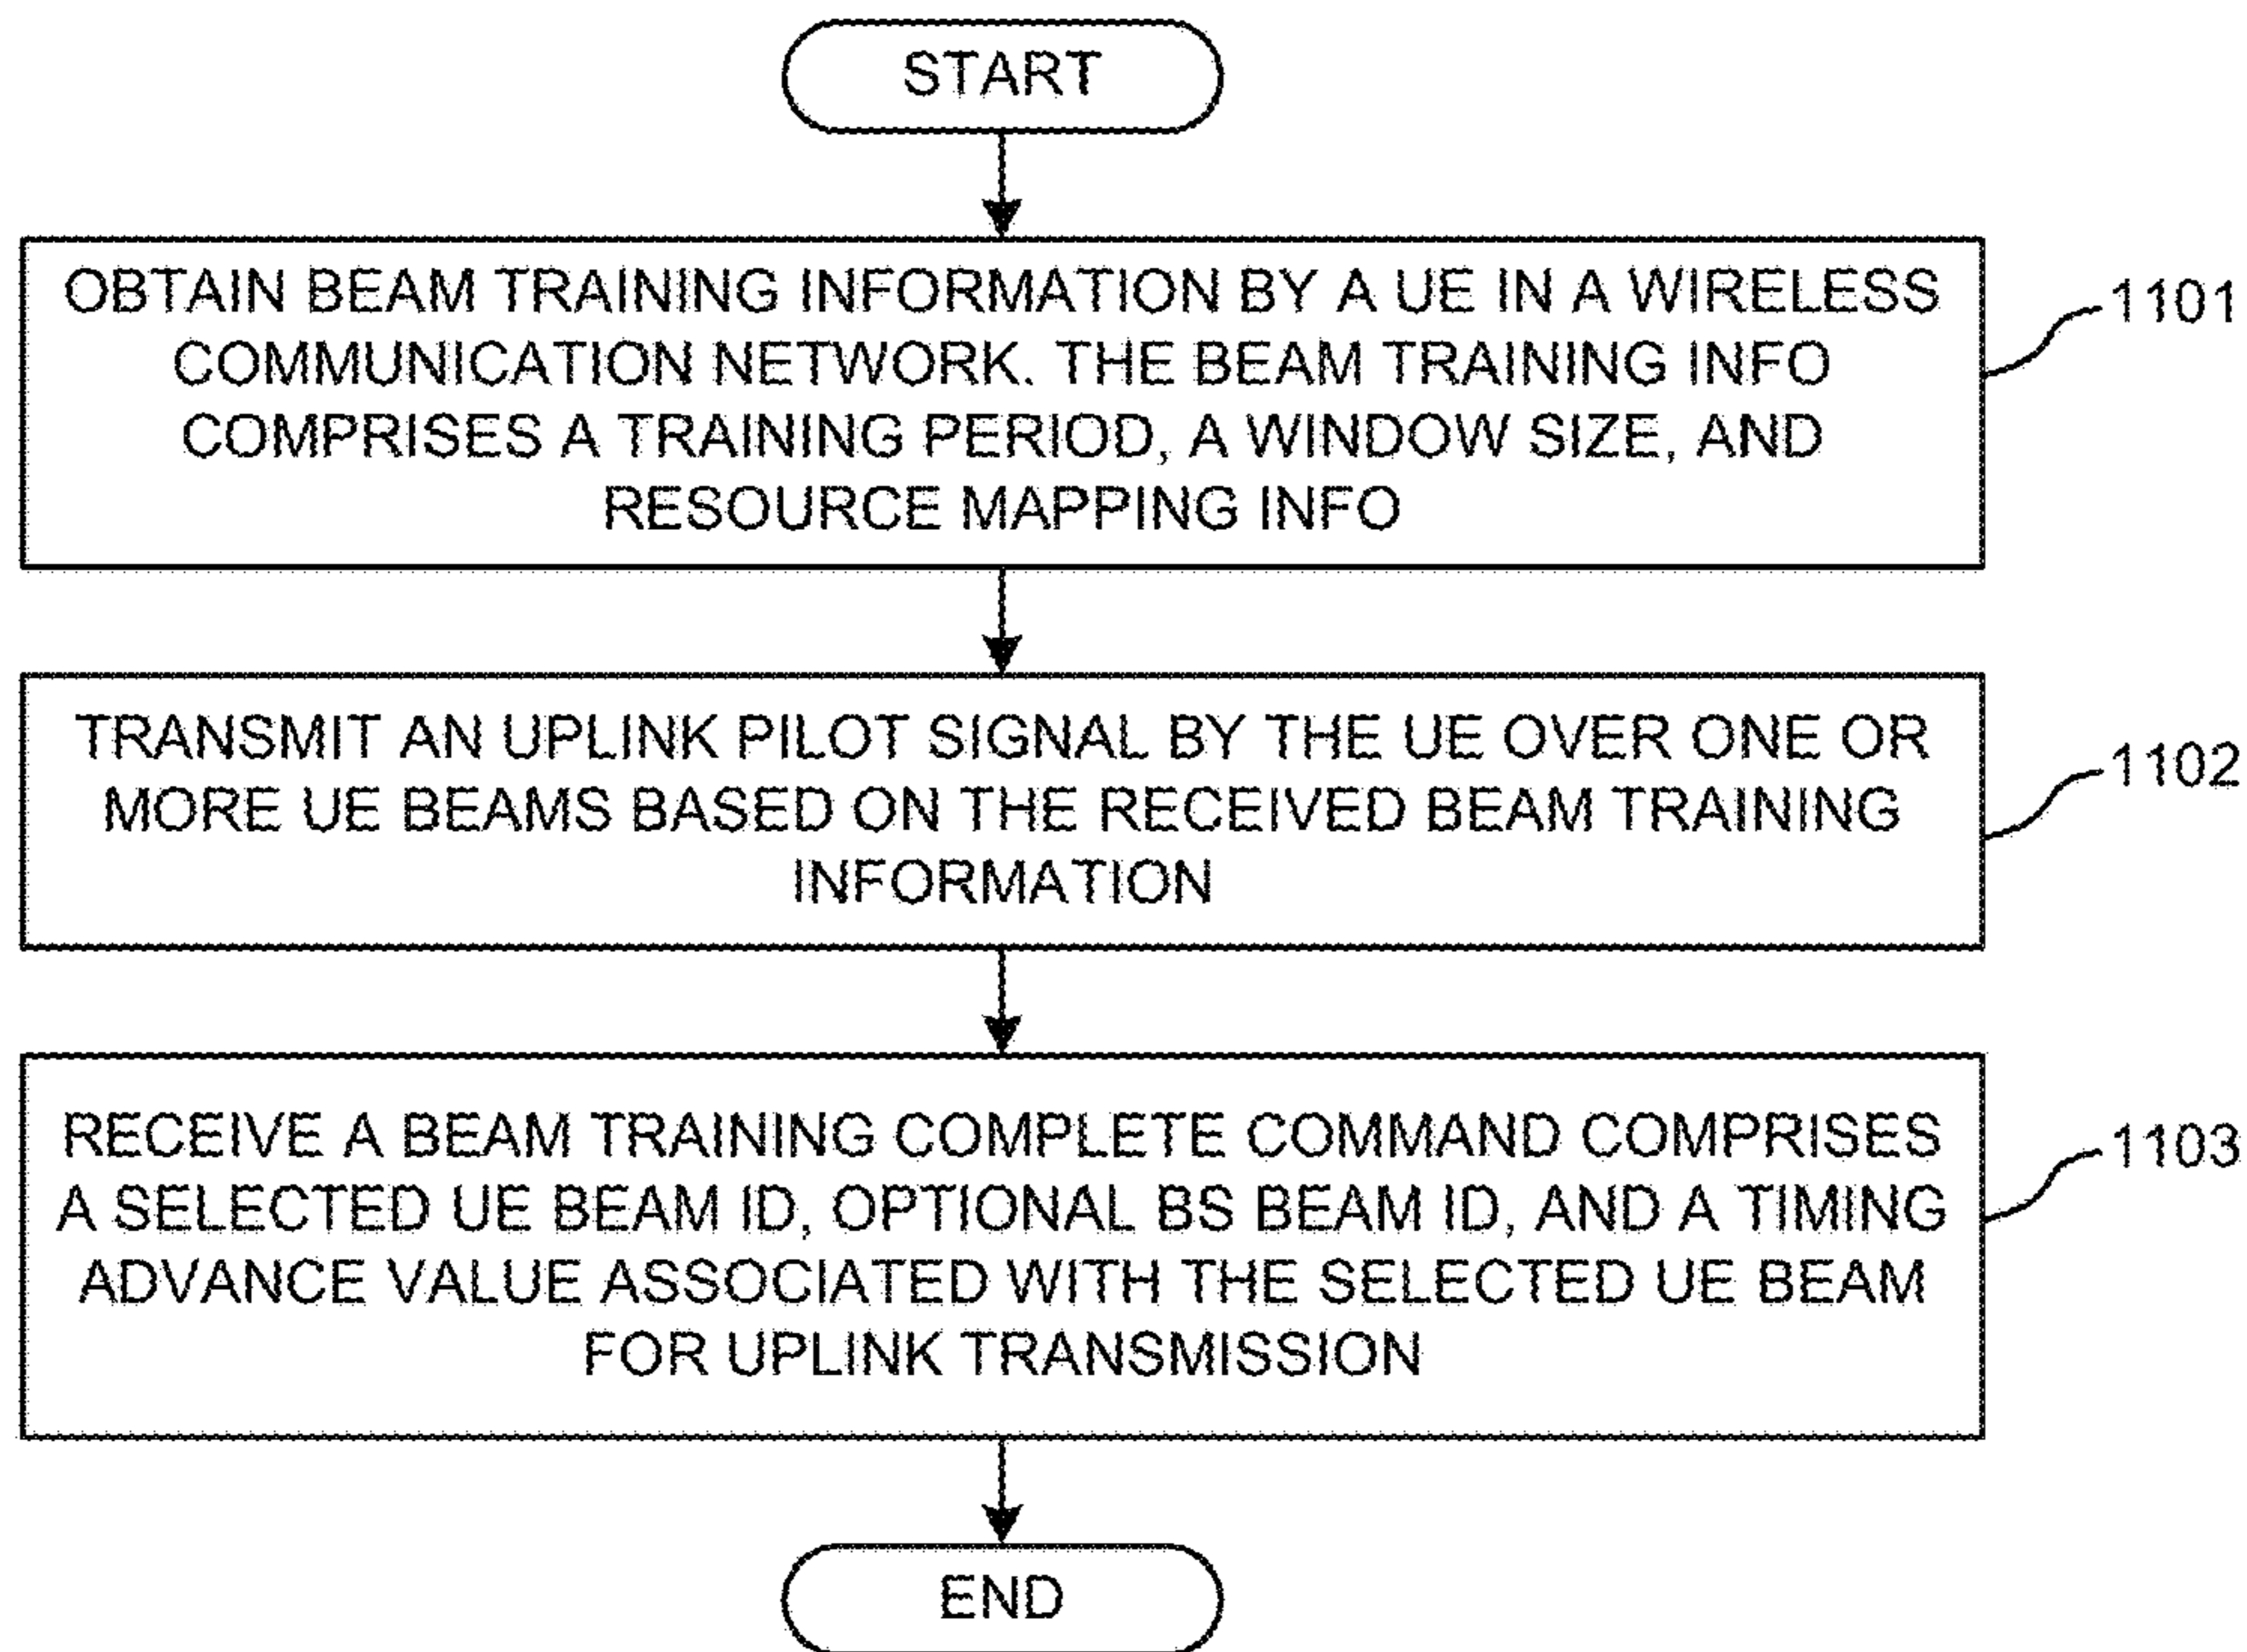 START
OBTAIN BEAM TRAINING INFORMATION BY A UE IN A WIRELESS
COMMUNICATION NETWORK. THE BEAM TRAINING INFO
COMPRISES A TRAINING PERIOD, A WINDOW SIZE, AND
RESOURCE MAPPING INFO
1101
TRANSMIT AN UPLINK PILOT SIGNAL BY THE UE OVER ONE OR
MORE UE BEAMS BASED ON THE RECEIVED BEAM TRAINING
INFORMATION
1102
RECEIVE A BEAM TRAINING COMPLETE COMMAND COMPRISES
A SELECTED UE BEAM ID, OPTIONAL BS BEAM ID, AND A TIMING
ADVANCE VALUE ASSOCIATED WITH THE SELECTED UE BEAM
FOR UPLINK TRANSMISSION
1103
END